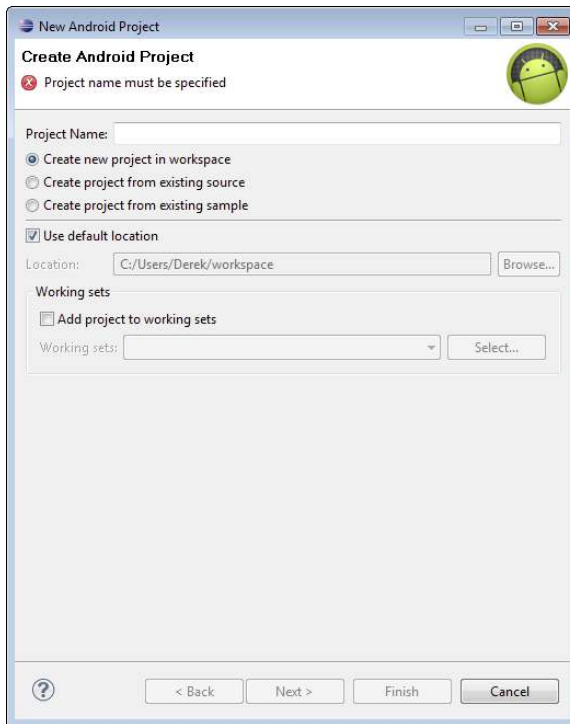 New Android Project
Create Android Project
Project name must be specified
Project Name:
Create new project in workspace
Create project from existing source
Create project from existing sample
Use default location
Location: C:/Users/Derek/workspace Browse...
Working sets
Add project to working sets
Working sets: Select...
? < Back Next > Finish Cancel